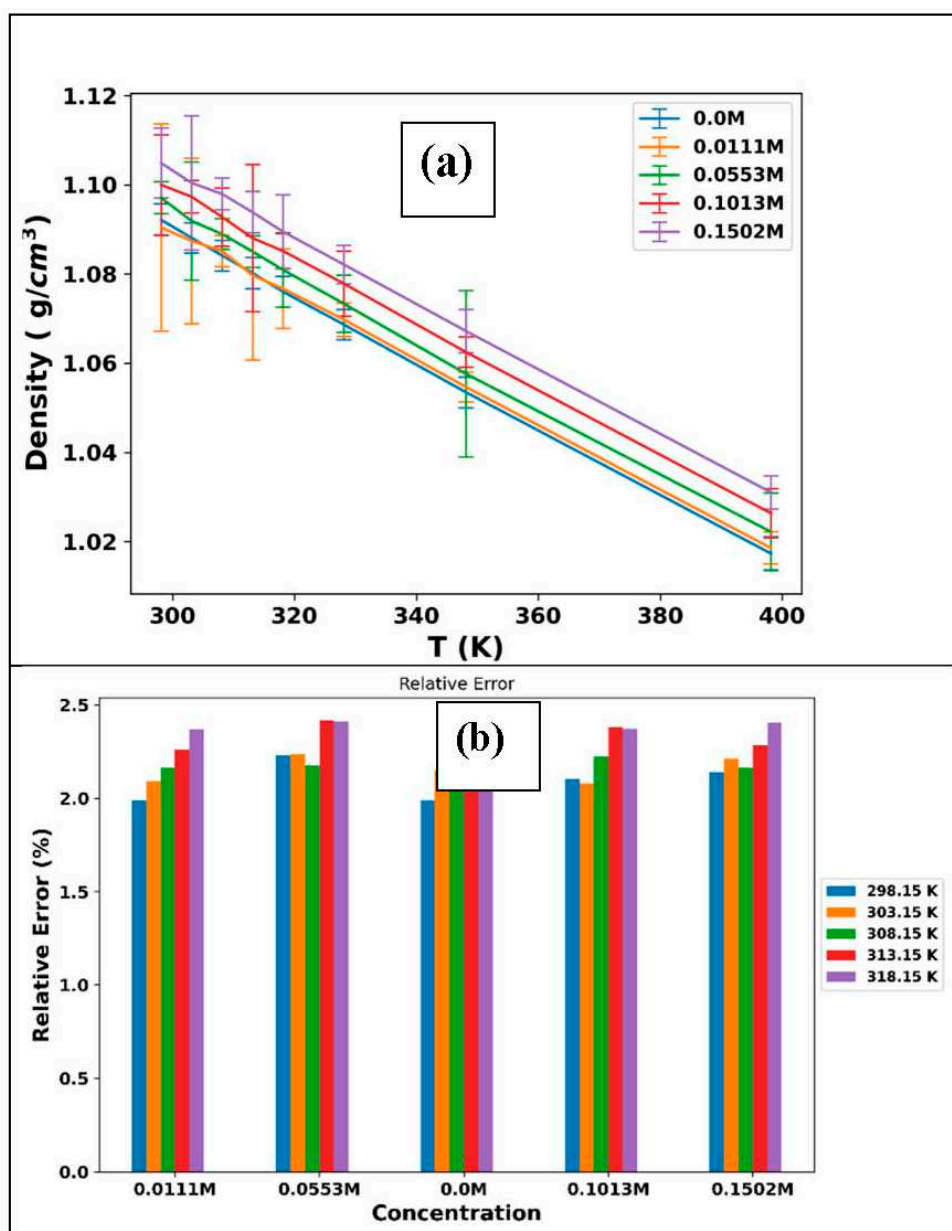 (a)
1.12
1.10
1.08
1.06
1.04
1.02
Density ( g/cm³)
0.0M
0.0111M
0.0553M
0.1013M
0.1502M
300
320
340
360
380
400
T (K)
Relative Error
(b)
2.5
2.0
1.5
1.0
0.5
0.0
Relative Error (%)
298.15 K
303.15 K
308.15 K
313.15 K
318.15 K
0.0111M
0.0553M
0.0M
0.1013M
0.1502M
Concentration